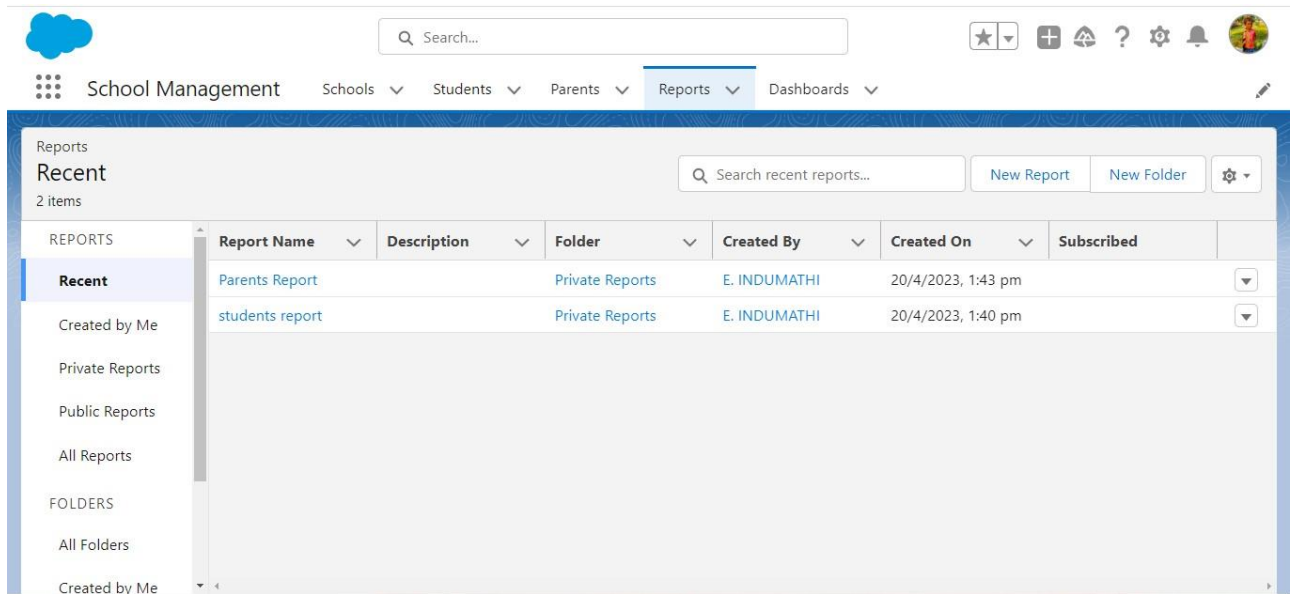 Search...
School Management Schools Students Parents Reports Dashboards
Reports
Recent
2 items
Search recent reports... New Report New Folder
REPORTS
Recent
Created by Me
Private Reports
Public Reports
All Reports
FOLDERS
All Folders
Created by Me
Report Name Description Folder Created By Created On Subscribed
Parents Report Private Reports E. INDUMATHI 20/4/2023, 1:43 pm
students report Private Reports E. INDUMATHI 20/4/2023, 1:40 pm